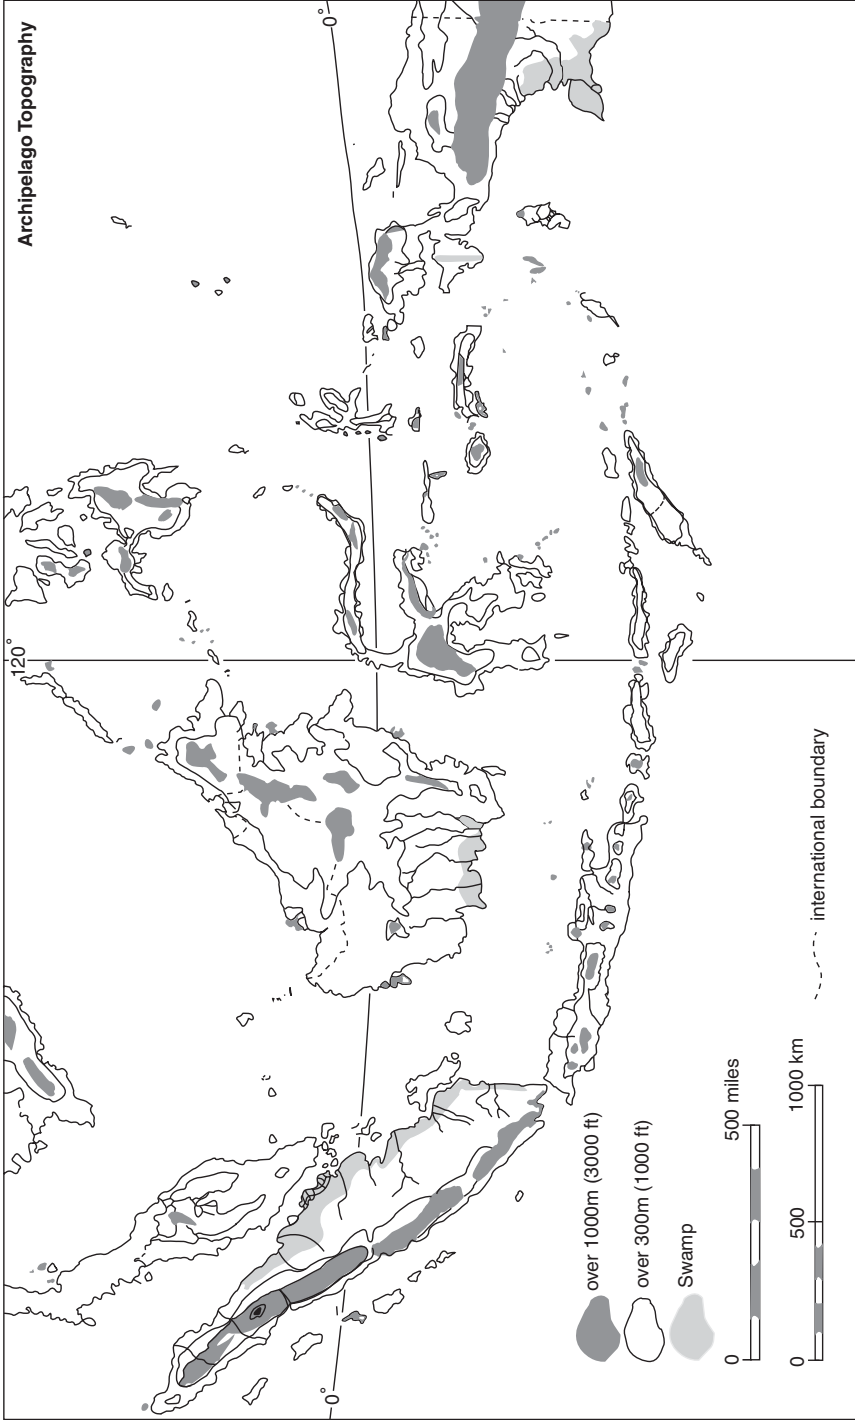 Archipelago Topography
120°
0°
0°
over 1000m (3000 ft)
over 300m (1000 ft)
Swamp
international boundary
0
500 miles
0
500
1000 km